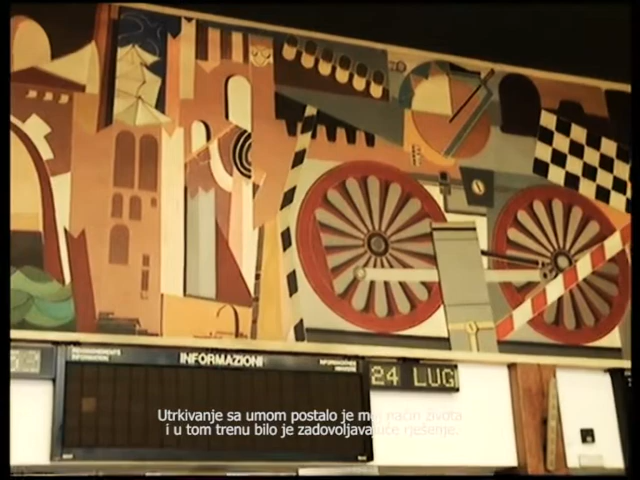 INFORMAZIONI
24 LUG
Utrkivanje sa umom postalo je moj način života
i u tom trenu bilo je zadovoljavajuće rješenje.